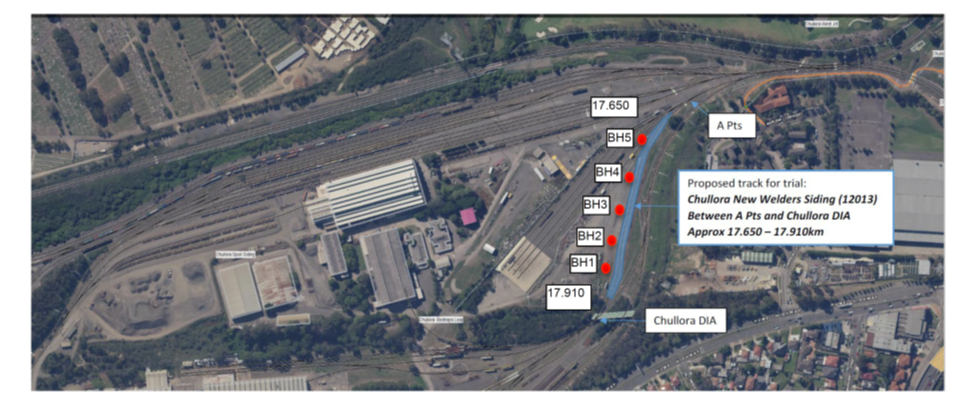 17.650
A Pts
BH5
BH4
BH3
BH2
BH1
17.910
Proposed track for trial:
Chullora New Welders Siding (12013)
Between A Pts and Chullora DIA
Approx 17.650 – 17.910km
Chullora DIA